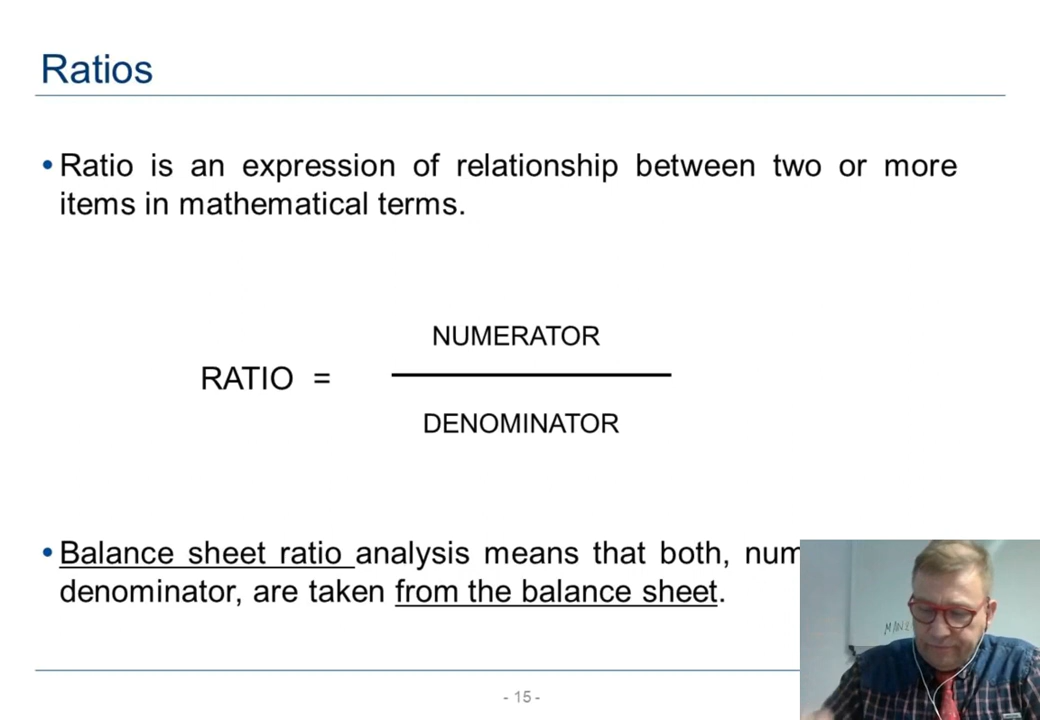 Ratios
• Ratio is an expression of relationship between two or more
items in mathematical terms.
NUMERATOR
RATIO =
DENOMINATOR
• Balance sheet ratio analysis means that both, num
denominator, are taken from the balance sheet.
- 15 -